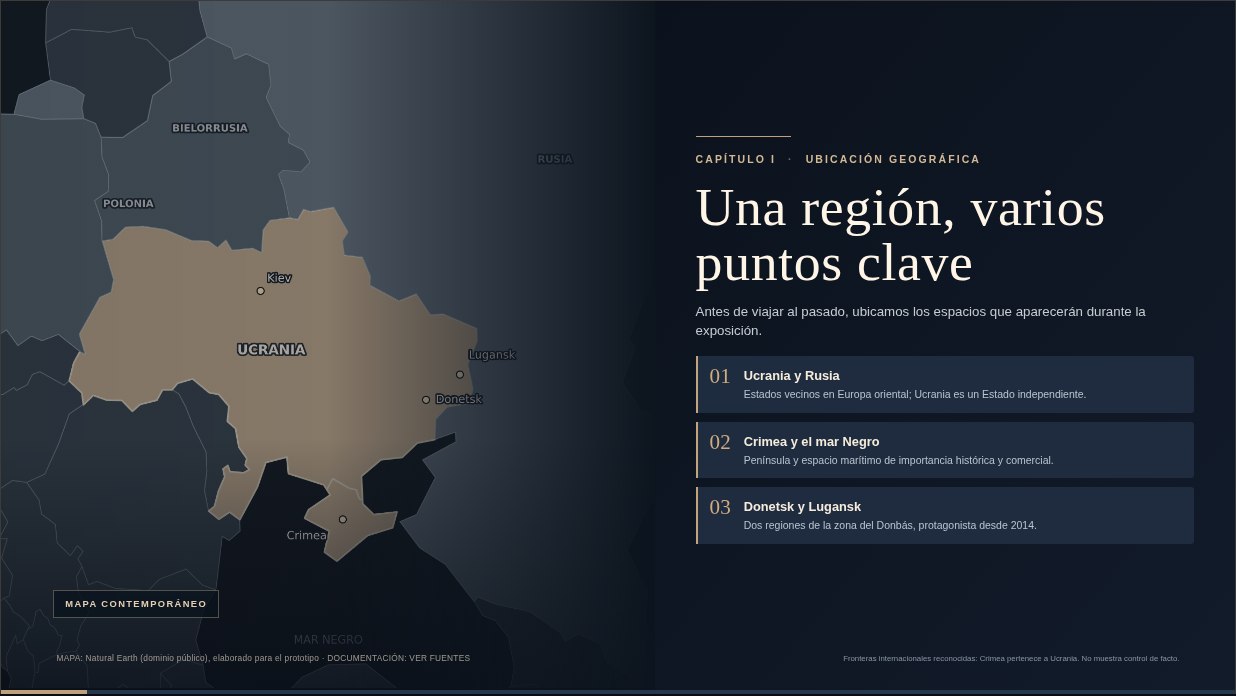 BIELORRUSIA
RUSIA
POLONIA
Kiev
UCRANIA
Lugansk
Donetsk
Crimea
MAPA CONTEMPORÁNEO
MAR NEGRO
MAPA: Natural Earth (dominio público), elaborado para el prototipo · DOCUMENTACIÓN: VER FUENTES
CAPÍTULO I · UBICACIÓN GEOGRÁFICA
Una región, varios
puntos clave
Antes de viajar al pasado, ubicamos los espacios que aparecerán durante la
exposición.
01 Ucrania y Rusia
Estados vecinos en Europa oriental; Ucrania es un Estado independiente.
02 Crimea y el mar Negro
Península y espacio marítimo de importancia histórica y comercial.
03 Donetsk y Lugansk
Dos regiones de la zona del Donbás, protagonista desde 2014.
Fronteras internacionales reconocidas: Crimea pertenece a Ucrania. No muestra control de facto.